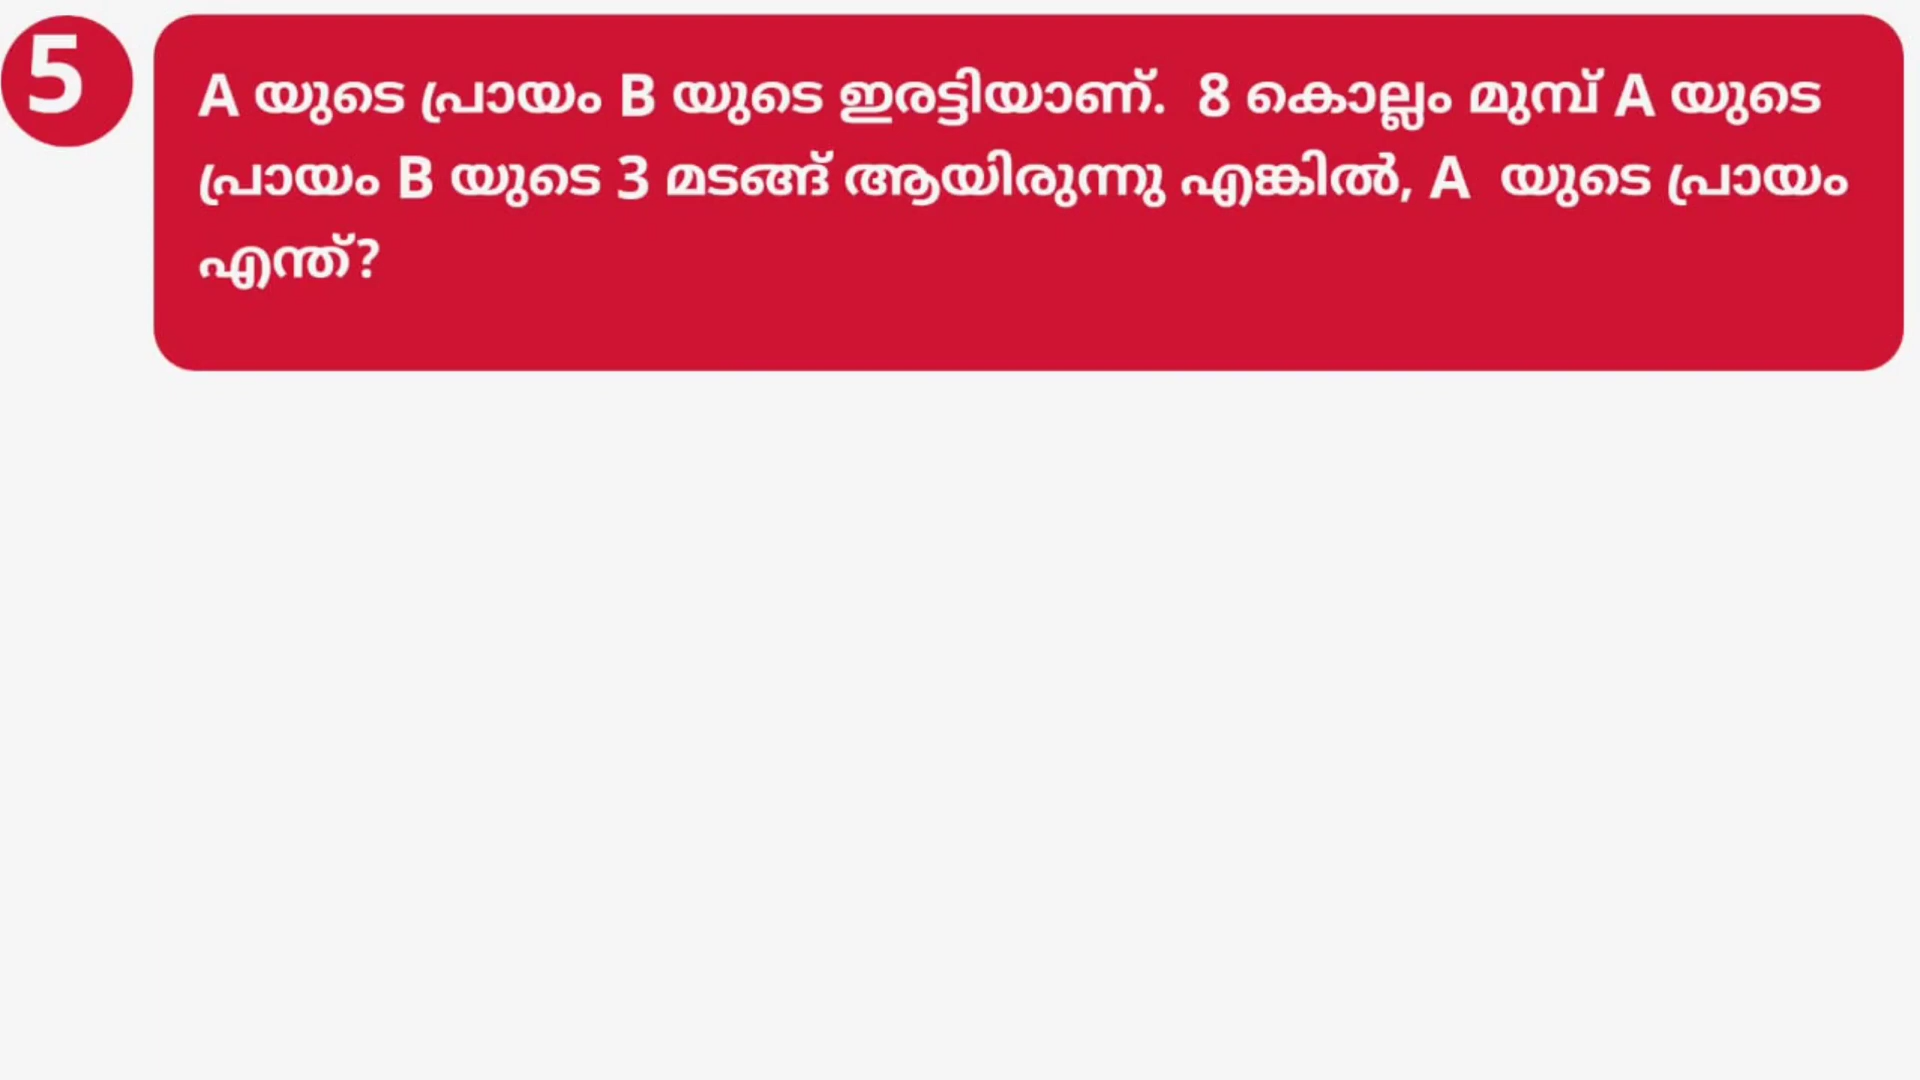 5
A യുടെ പ്രായം B യുടെ ഇരട്ടിയാണ്.  8 കൊല്ലം മുമ്പ് A യുടെ
പ്രായം B യുടെ 3 മടങ്ങ് ആയിരുന്നു എങ്കിൽ, A  യുടെ പ്രായം
എന്ത്?